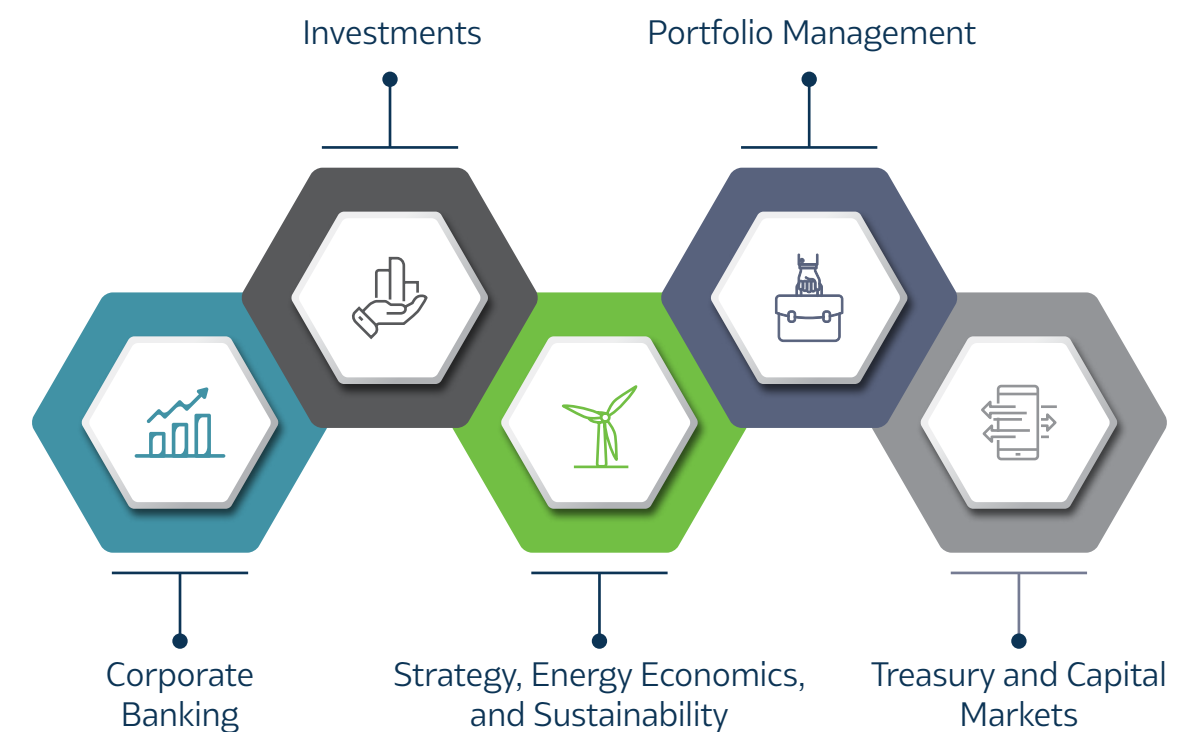 Investments
Portfolio Management
Corporate
Banking
Strategy, Energy Economics,
and Sustainability
Treasury and Capital
Markets